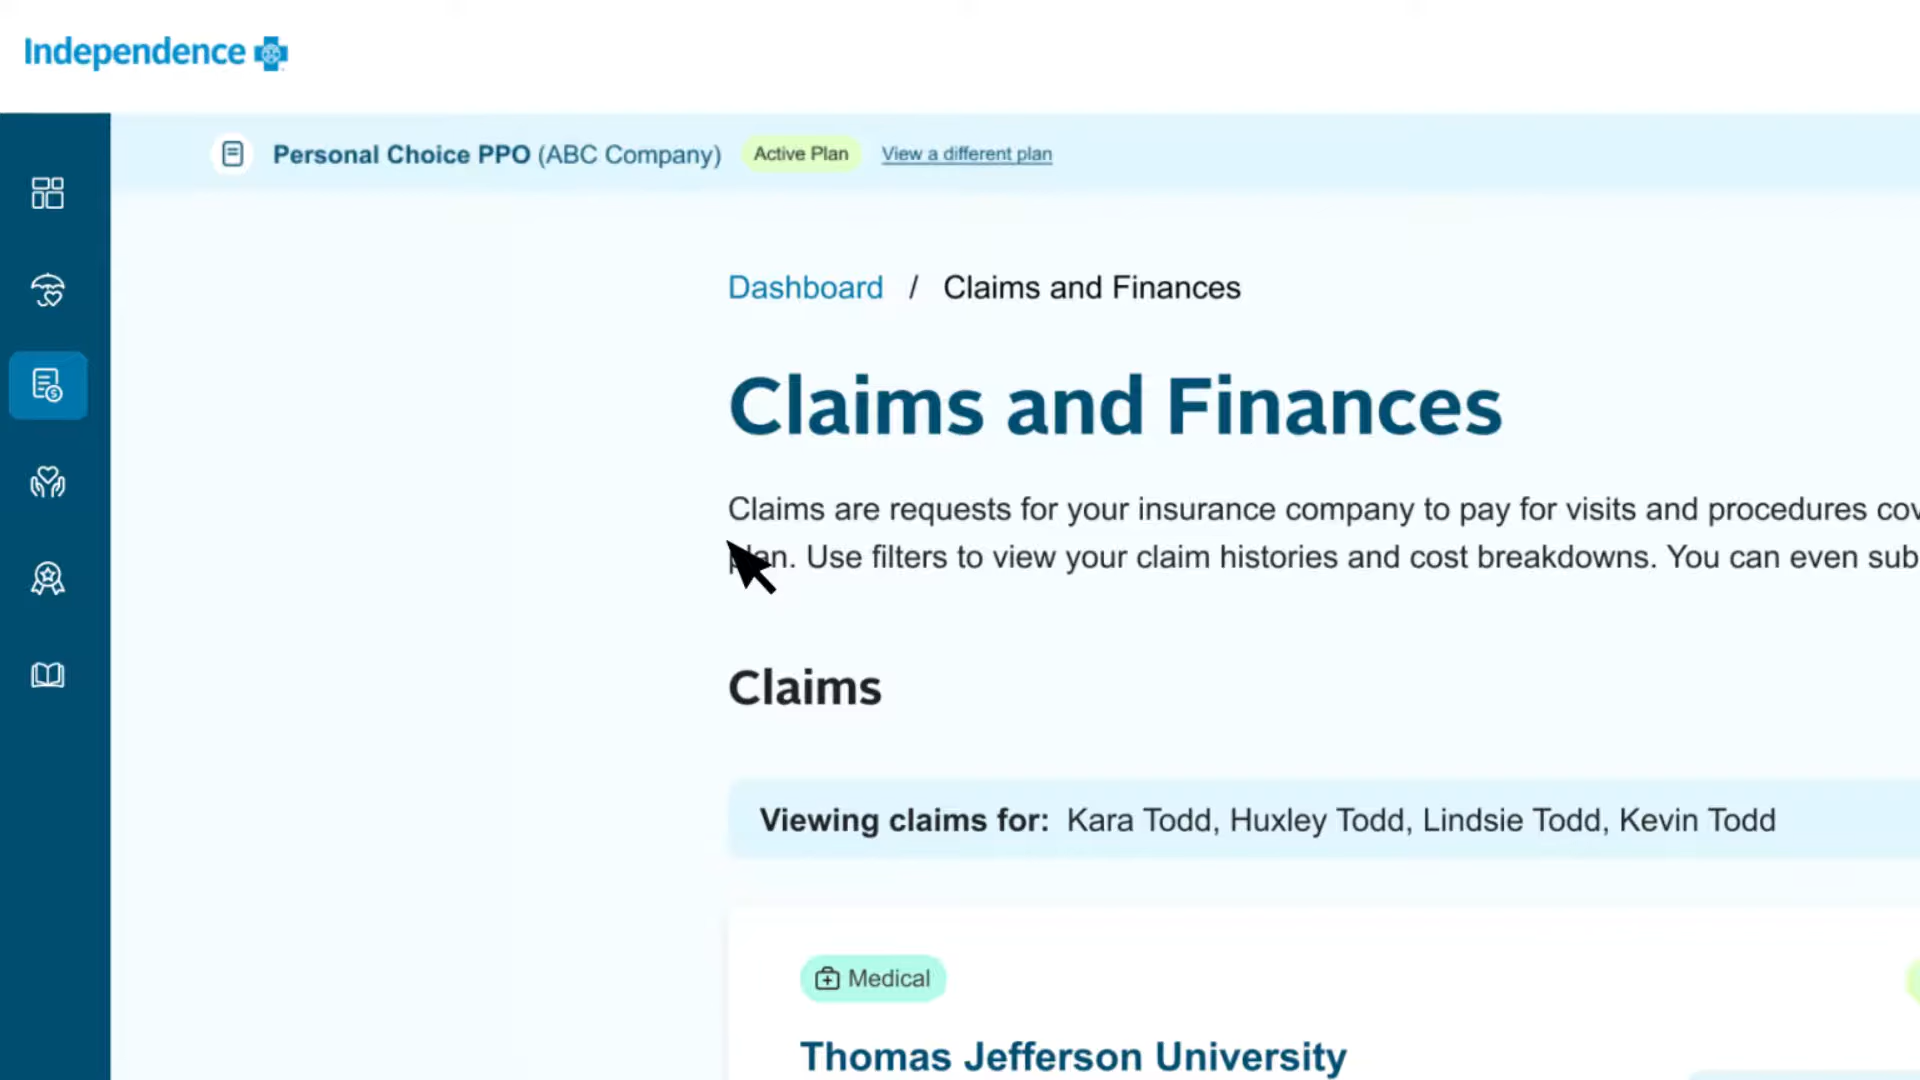 Independence
Personal Choice PPO (ABC Company) Active Plan View a different plan
Dashboard / Claims and Finances
Claims and Finances
Claims are requests for your insurance company to pay for visits and procedures
Use filters to view your claim histories and cost breakdowns. You can even
Claims
Viewing claims for: Kara Todd, Huxley Todd, Lindsie Todd, Kevin Todd
Medical
Thomas Jefferson University